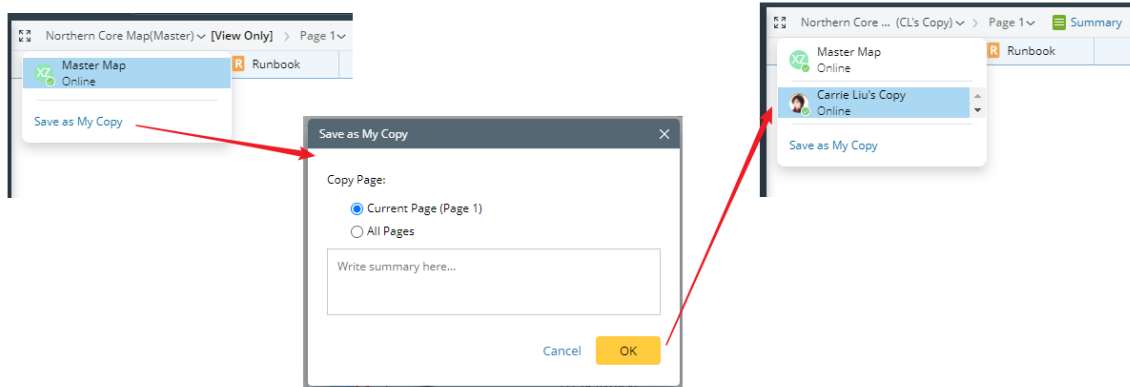 Northern Core Map(Master) [View Only] > Page 1
XZ Master Map
Online
R Runbook
Save as My Copy
Save as My Copy
Copy Page:
Current Page (Page 1)
All Pages
Write summary here...
Cancel OK
Northern Core ... (CL's Copy) > Page 1 Summary
XZ Master Map
Online
R Runbook
Carrie Liu's Copy
Online
Save as My Copy